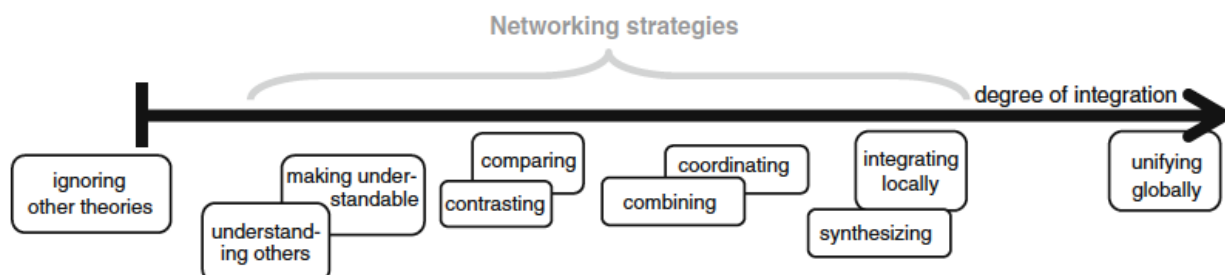 Networking strategies
degree of integration
ignoring
other theories
making under-
standable
understand-
ing others
comparing
contrasting
coordinating
combining
integrating
locally
synthesizing
unifying
globally